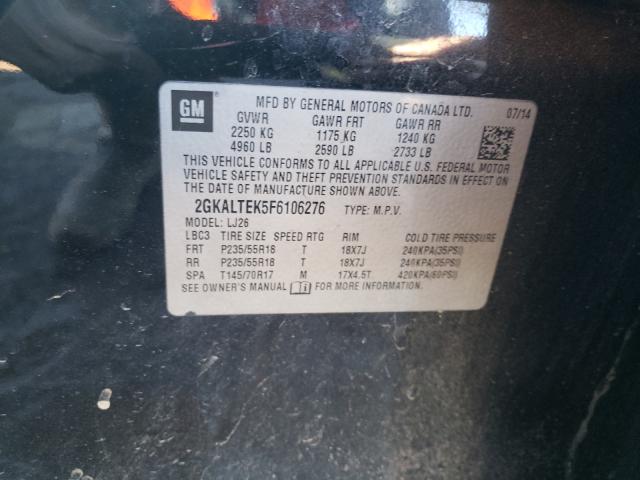 GM
MFD BY GENERAL MOTORS OF CANADA LTD. 07/14
GVWR GAWR FRT GAWR RR
2250 KG 1175 KG 1240 KG
4960 LB 2590 LB 2733 LB
THIS VEHICLE CONFORMS TO ALL APPLICABLE U.S. FEDERAL MOTOR
VEHICLE SAFETY AND THEFT PREVENTION STANDARDS IN EFFECT ON
THE DATE OF MANUFACTURE SHOWN ABOVE.
2GKALTEK5F6106276 TYPE: M.P.V.
MODEL: LJ26
LBC3 TIRE SIZE SPEED RTG RIM COLD TIRE PRESSURE
FRT P235/55R18 T 18X7J 240KPA(35PSI)
RR P235/55R18 T 18X7J 240KPA(35PSI)
SPA T145/70R17 M 17X4.5T 420KPA(60PSI)
SEE OWNER'S MANUAL FOR MORE INFORMATION.